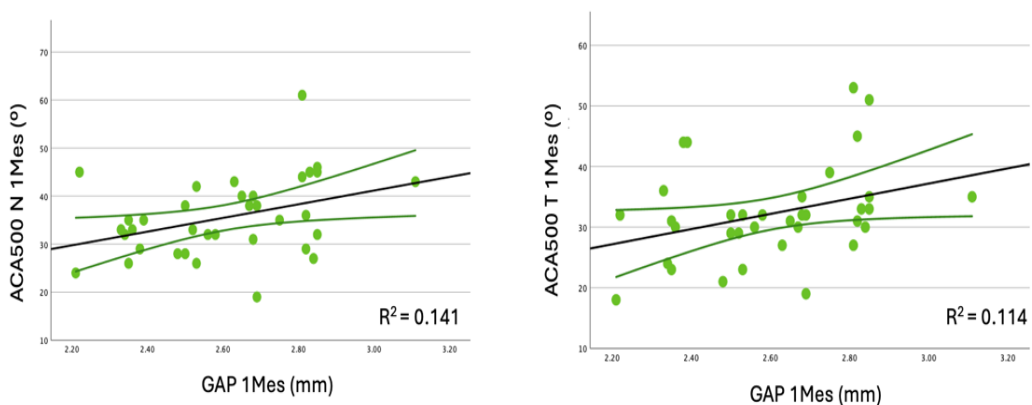 ACA500 N 1Mes (º)
70
60
50
40
30
20
10
2.20 2.40 2.60 2.80 3.00 3.20
R² = 0.141
GAP 1Mes (mm)
ACA500 T 1Mes (º)
60
50
40
30
20
10
2.20 2.40 2.60 2.80 3.00 3.20
R² = 0.114
GAP 1Mes (mm)